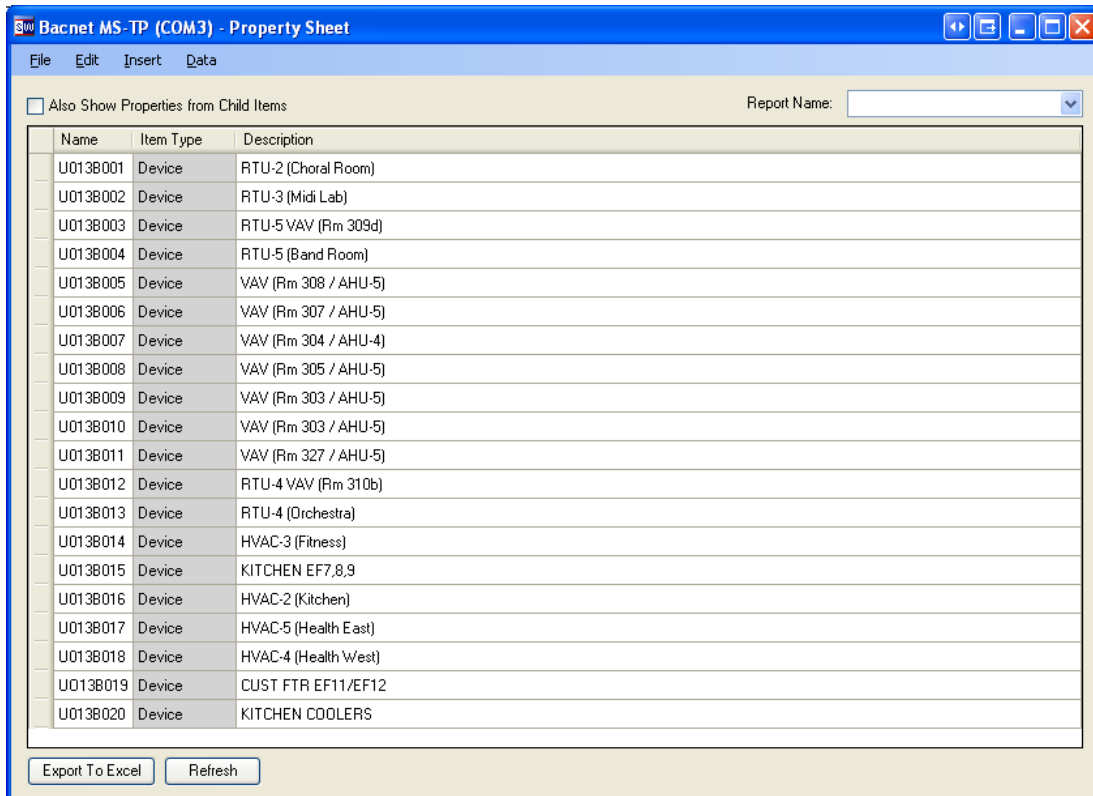 SW Bacnet MS-TP (COM3) - Property Sheet
File Edit Insert Data
Also Show Properties from Child Items Report Name:
Name Item Type Description
U013B001 Device RTU-2 (Choral Room)
U013B002 Device RTU-3 (Midi Lab)
U013B003 Device RTU-5 VAV (Rm 309d)
U013B004 Device RTU-5 (Band Room)
U013B005 Device VAV (Rm 308 / AHU-5)
U013B006 Device VAV (Rm 307 / AHU-5)
U013B007 Device VAV (Rm 304 / AHU-4)
U013B008 Device VAV (Rm 305 / AHU-5)
U013B009 Device VAV (Rm 303 / AHU-5)
U013B010 Device VAV (Rm 303 / AHU-5)
U013B011 Device VAV (Rm 327 / AHU-5)
U013B012 Device RTU-4 VAV (Rm 310b)
U013B013 Device RTU-4 (Orchestra)
U013B014 Device HVAC-3 (Fitness)
U013B015 Device KITCHEN EF7,8,9
U013B016 Device HVAC-2 (Kitchen)
U013B017 Device HVAC-5 (Health East)
U013B018 Device HVAC-4 (Health West)
UO13B019 Device CUST FTR EF11/EF12
U013B020 Device KITCHEN COOLERS
Export To Excel Refresh